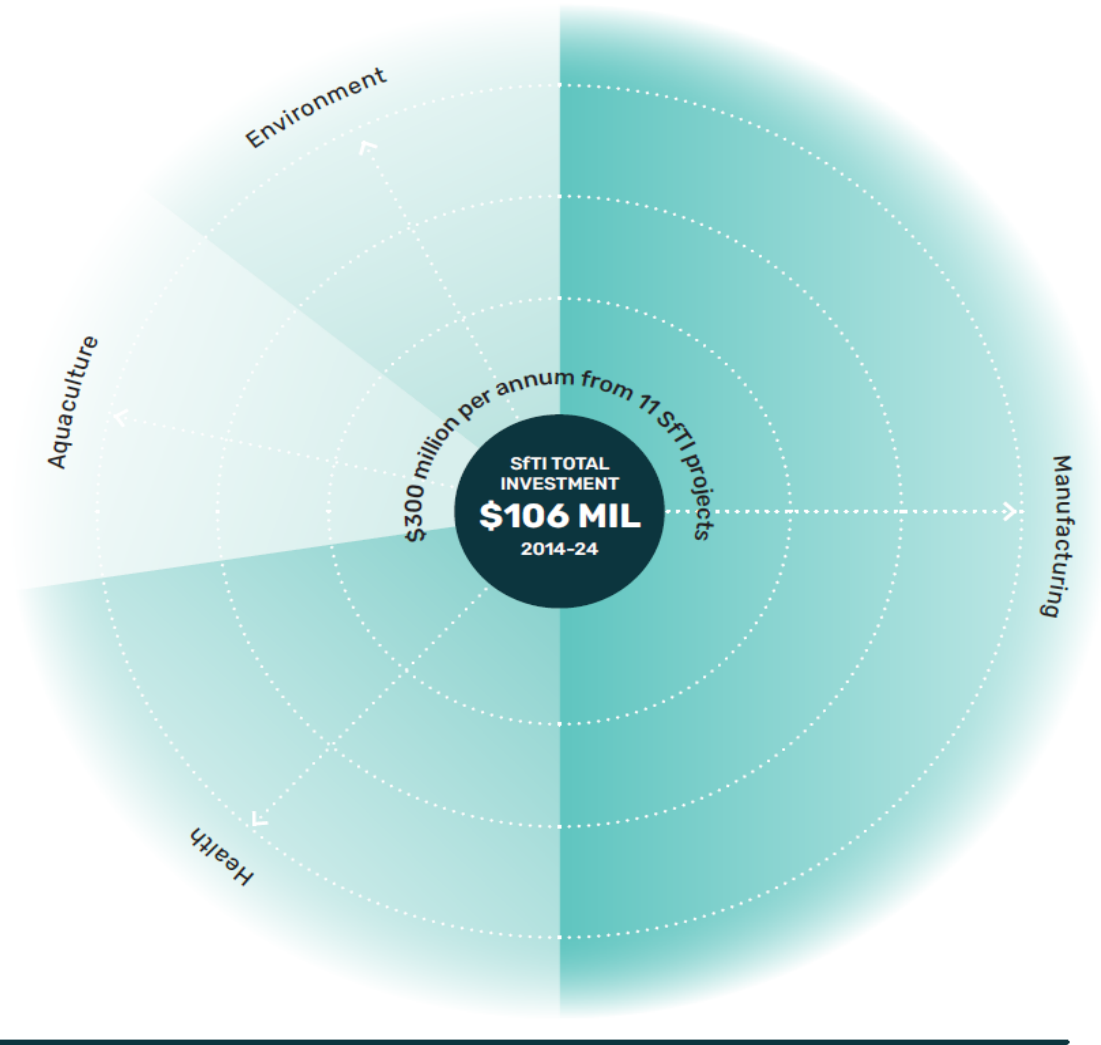 Environment
Aquaculture
$300 million per annum from 11 SfTI projects
SfTI TOTAL
INVESTMENT
$106 MIL
2014-24
Manufacturing
Health